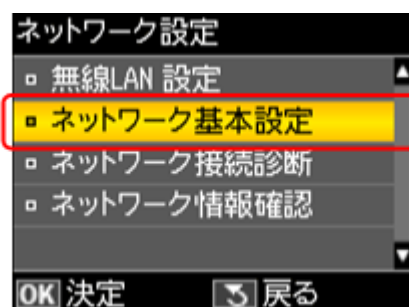 ネットワーク設定
無線LAN 設定
ネットワーク基本設定
ネットワーク接続診断
ネットワーク情報確認
OK 決定 戻る